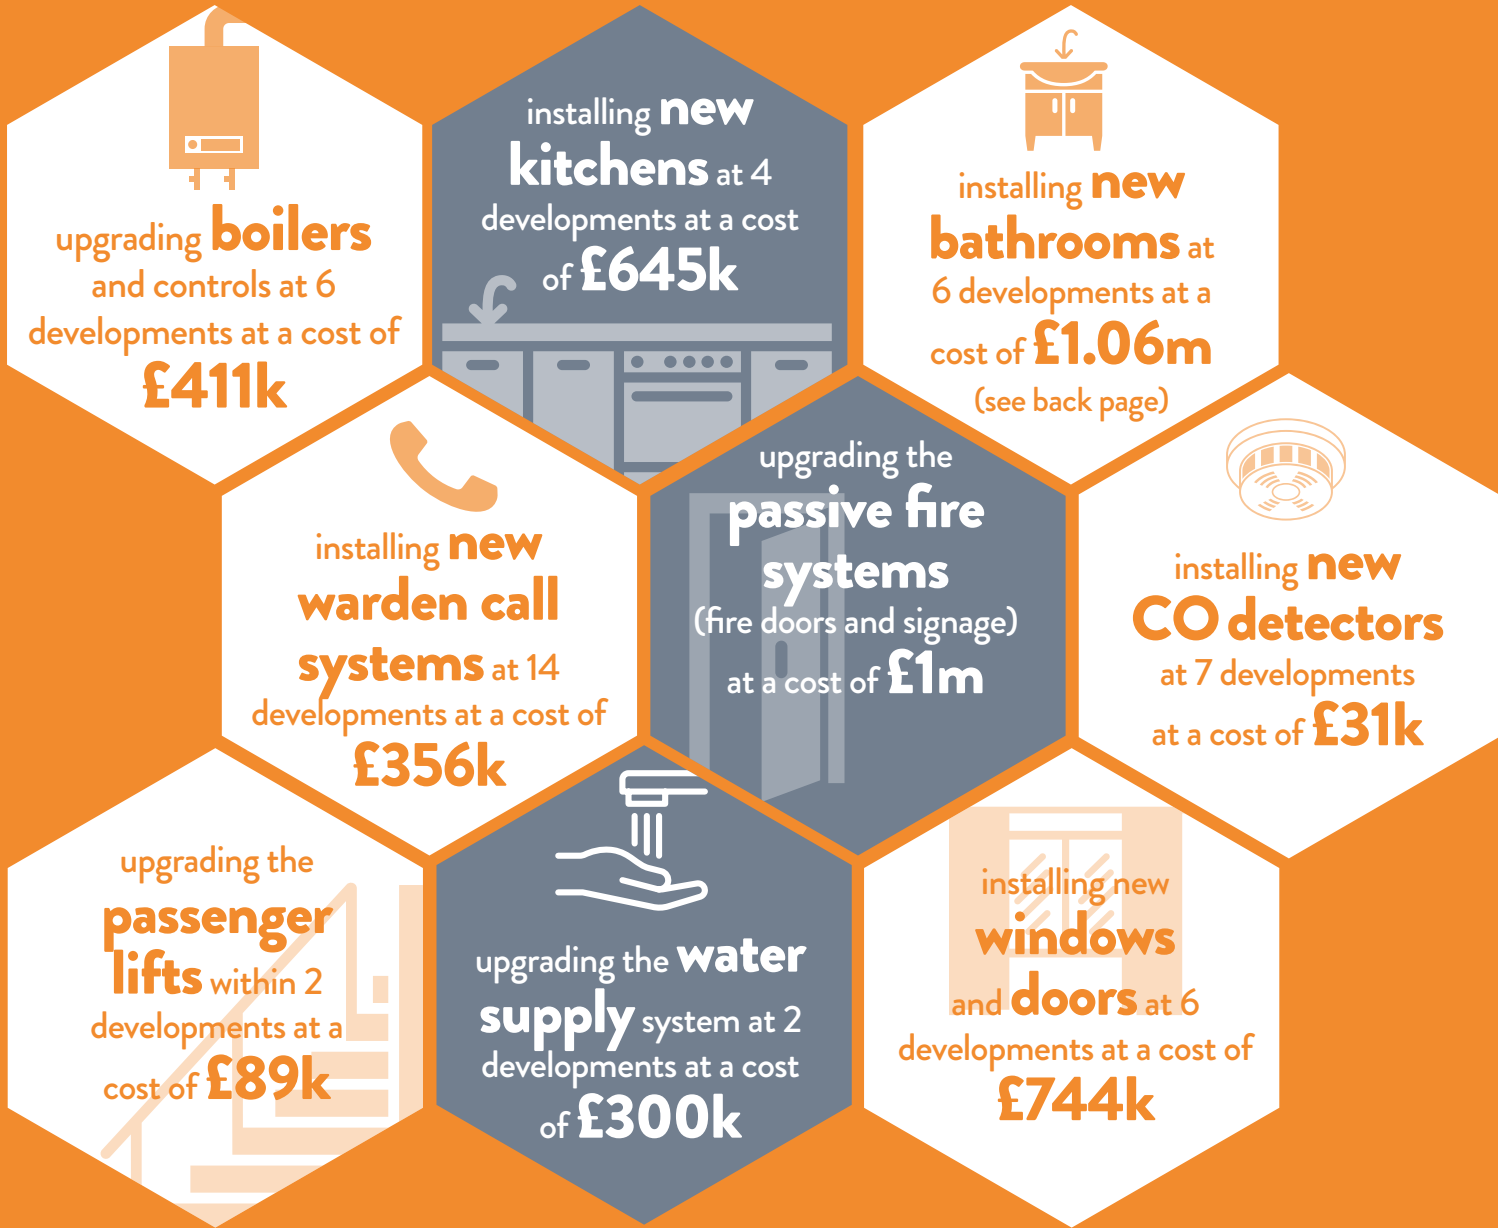 upgrading boilers
and controls at 6
developments at a cost of
£411k
installing new
kitchens at 4
developments at a cost
of £645k
installing new
bathrooms at
6 developments at a
cost of £1.06m
(see back page)
installing new
warden call
systems at 14
developments at a cost of
£356k
upgrading the
passive fire
systems
(fire doors and signage)
at a cost of £1m
installing new
CO detectors
at 7 developments
at a cost of £31k
upgrading the
passenger
lifts within 2
developments at a
cost of £89k
upgrading the water
supply system at 2
developments at a cost
of £300k
installing new
windows
and doors at 6
developments at a cost of
£744k